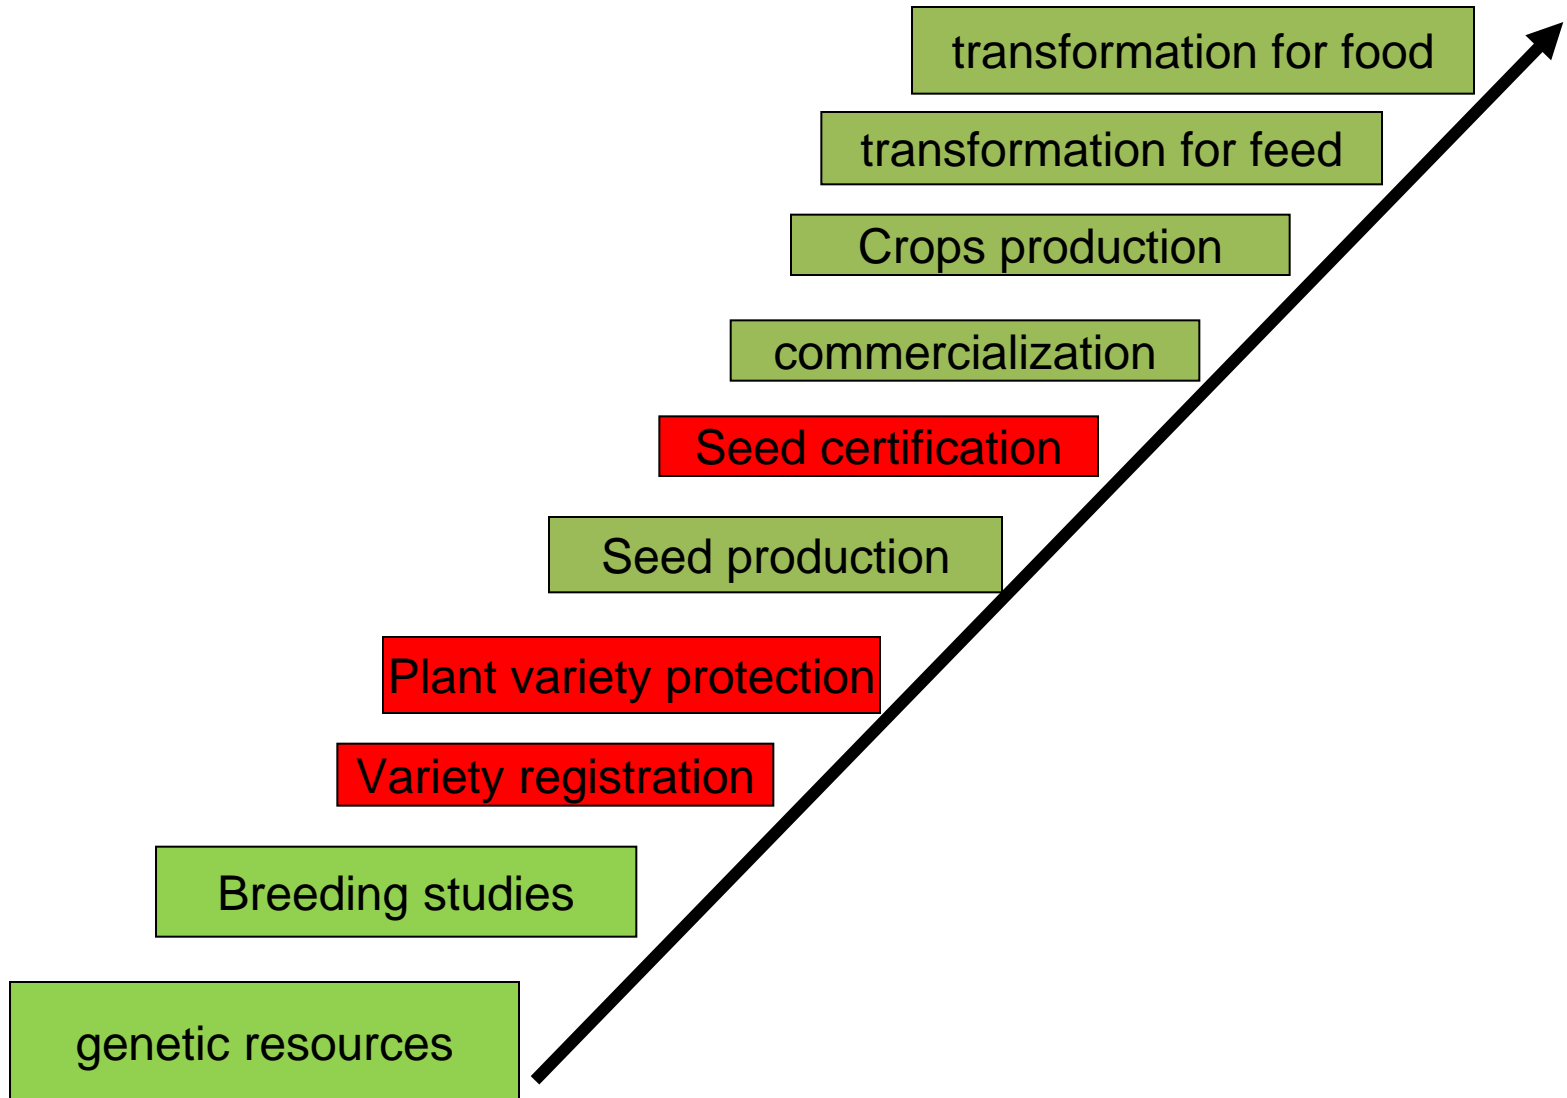 transformation for food
transformation for feed
Crops production
commercialization
Seed certification
Seed production
Plant variety protection
Variety registration
Breeding studies
genetic resources